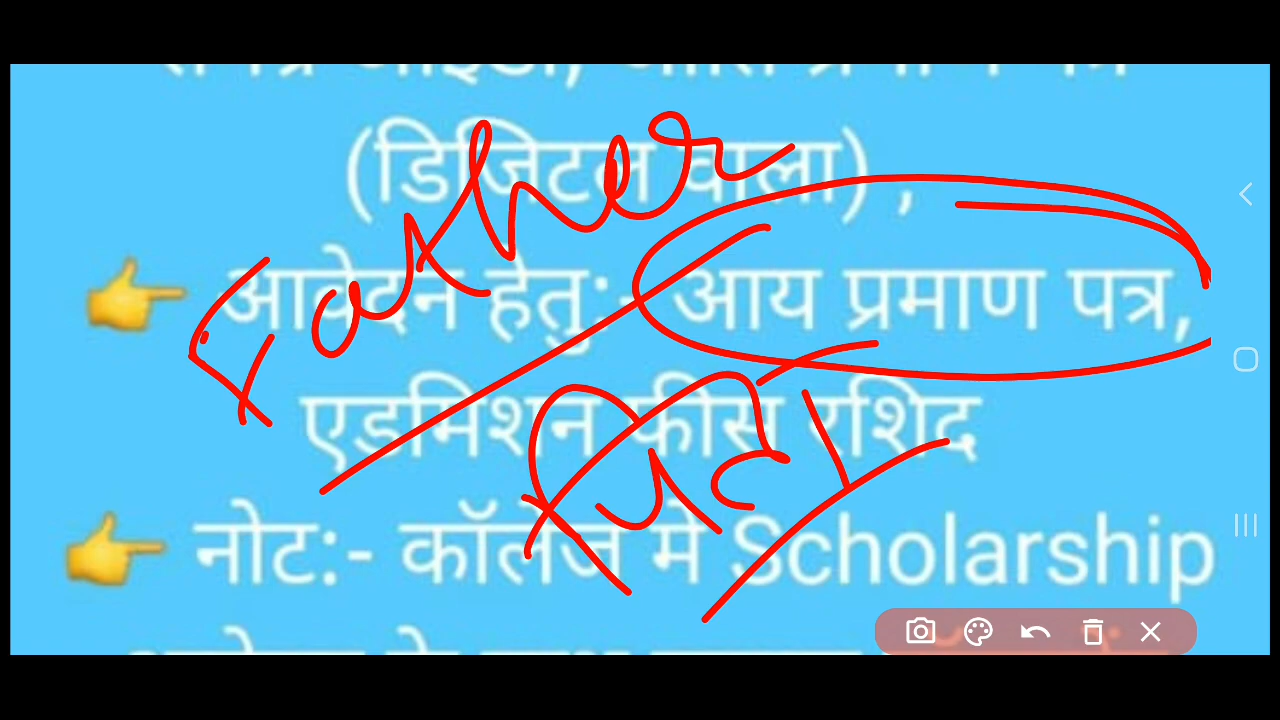 (डिजिटल वाला) ,
👉 आवेदन हेतु:- आय प्रमाण पत्र,
एडमिशन फीस रशिद
👉 नोट:- कॉलेज में Scholarship
Father
पिता